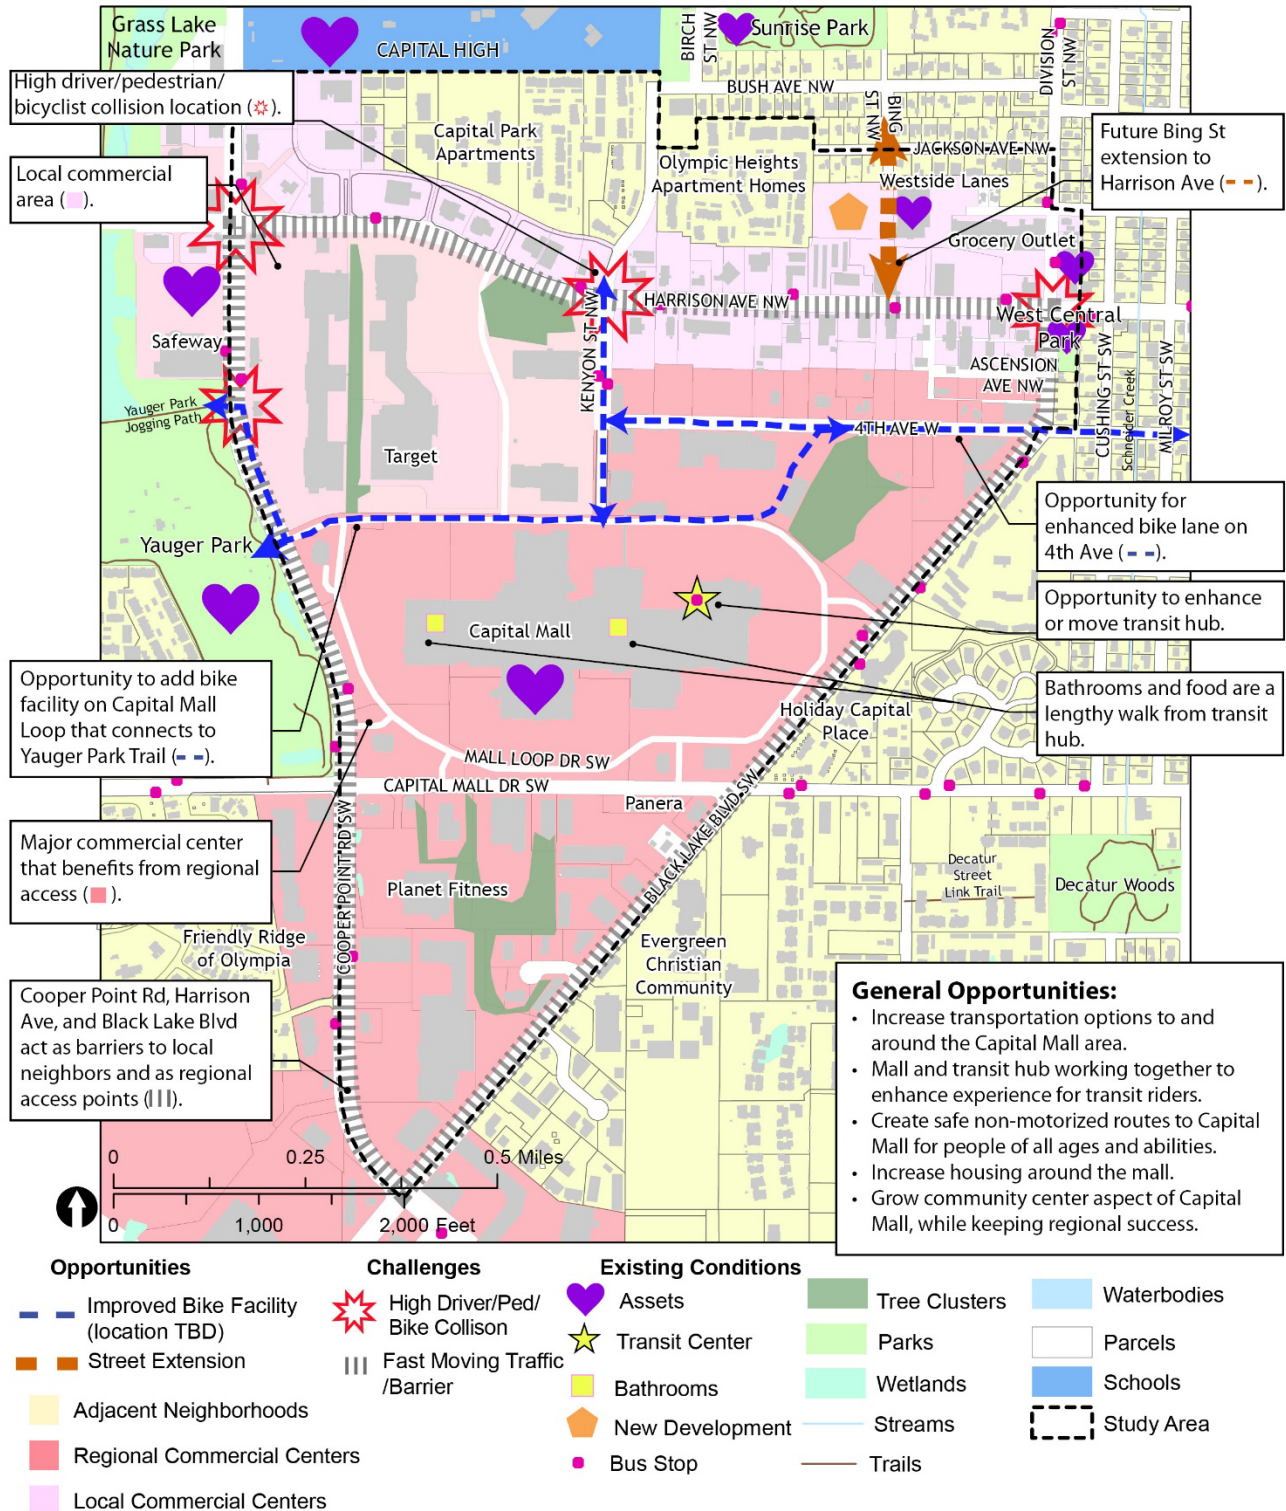 Grass Lake
Nature Park
CAPITAL HIGH
BIRCH
ST NW
Sunrise Park
DIVISION
ST NW
High driver/pedestrian/
bicyclist collision location ( ).
BUSH AVE NW
BING
ST NW
Capital Park
Apartments
Olympic Heights
Apartment Homes
JACKSON AVE NW
Westside Lanes
Future Bing St
extension to
Harrison Ave ( ).
Local commercial
area ( ).
Grocery Outlet
HARRISON AVE NW
West Central
Park
KENYON ST NW
Safeway
ASCENSION
AVE NW
CUSHING ST SW
Schneider Creek
MILROY ST SW
Yauger Park
Jogging Path
4TH AVE W
Target
Opportunity for
enhanced bike lane on
4th Ave ( ).
Yauger Park
Opportunity to enhance
or move transit hub.
Capital Mall
Opportunity to add bike
facility on Capital Mall
Loop that connects to
Yauger Park Trail ( ).
Bathrooms and food are a
lengthy walk from transit
hub.
Holiday Capital
Place
MALL LOOP DR SW
CAPITAL MALL DR SW
Panera
BLACK LAKE BLVD SW
COOPER POINT RD SW
Major commercial center
that benefits from regional
access ( ).
Planet Fitness
Decatur
Street
Link Trail
Decatur Woods
Friendly Ridge
of Olympia
Evergreen
Christian
Community
Cooper Point Rd, Harrison
Ave, and Black Lake Blvd
act as barriers to local
neighbors and as regional
access points ( ).
General Opportunities:
• Increase transportation options to and
around the Capital Mall area.
• Mall and transit hub working together to
enhance experience for transit riders.
• Create safe non-motorized routes to Capital
Mall for people of all ages and abilities.
• Increase housing around the mall.
• Grow community center aspect of Capital
Mall, while keeping regional success.
0 0.25 0.5 Miles
0 1,000 2,000 Feet
Opportunities
Improved Bike Facility
(location TBD)
Street Extension
Adjacent Neighborhoods
Regional Commercial Centers
Local Commercial Centers
Challenges
High Driver/Ped/
Bike Collison
Fast Moving Traffic
/Barrier
Existing Conditions
Assets
Transit Center
Bathrooms
New Development
Bus Stop
Tree Clusters
Parks
Wetlands
Streams
Trails
Waterbodies
Parcels
Schools
Study Area